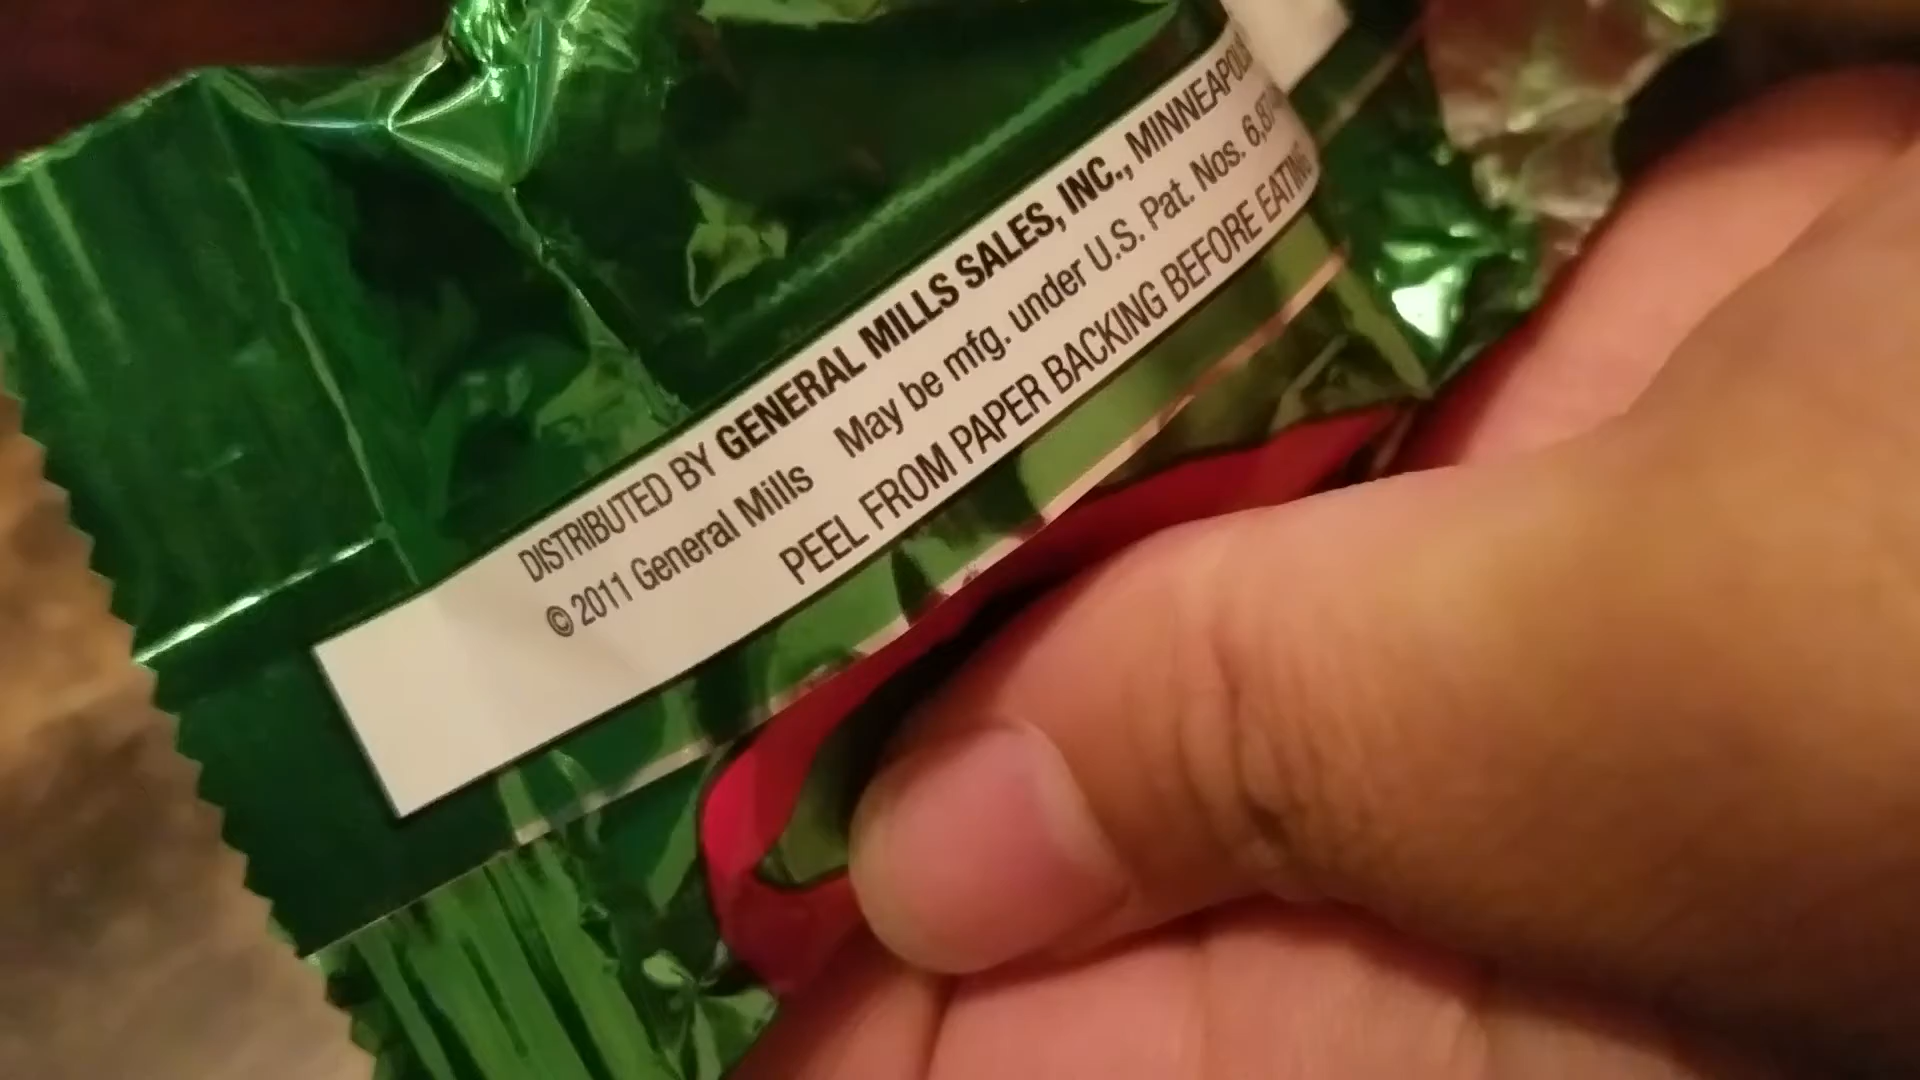 DISTRIBUTED BY GENERAL MILLS SALES, INC., MINNEAPOLIS
© 2011 General Mills May be mfg. under U.S. Pat. Nos.
PEEL FROM PAPER BACKING BEFORE EATING